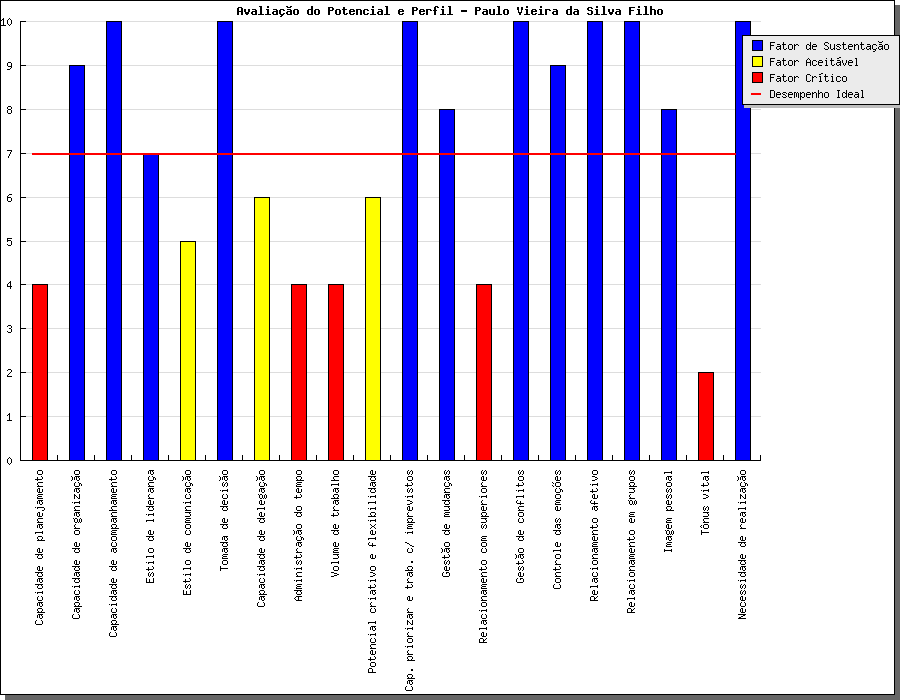 Avaliação do Potencial e Perfil - Paulo Vieira da Silva Filho
Fator de Sustentação
Fator Aceitável
Fator Crítico
Desempenho Ideal
10
9
8
7
6
5
4
3
2
1
0
Capacidade de planejamento
Capacidade de organização
Capacidade de acompanhamento
Estilo de liderança
Estilo de comunicação
Tomada de decisão
Capacidade de delegação
Administração do tempo
Volume de trabalho
Potencial criativo e flexibilidade
Cap. priorizar e trab. c/ imprevistos
Gestão de mudanças
Relacionamento com superiores
Gestão de conflitos
Controle das emoções
Relacionamento afetivo
Relacionamento em grupos
Imagem pessoal
Tônus vital
Necessidade de realização